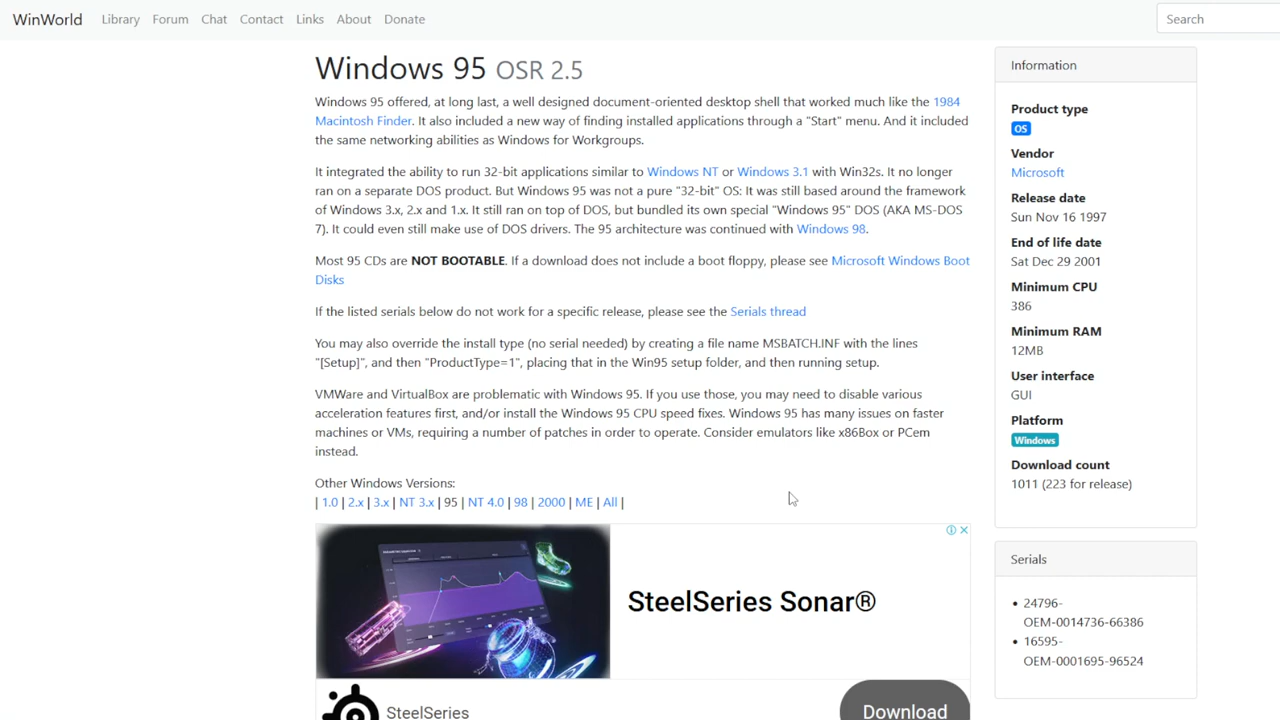 WinWorld Library Forum Chat Contact Links About Donate Search
Windows 95 OSR 2.5
Windows 95 offered, at long last, a well designed document-oriented desktop shell that worked much like the 1984
Macintosh Finder. It also included a new way of finding installed applications through a "Start" menu. And it included
the same networking abilities as Windows for Workgroups.
It integrated the ability to run 32-bit applications similar to Windows NT or Windows 3.1 with Win32s. It no longer
ran on a separate DOS product. But Windows 95 was not a pure "32-bit" OS: It was still based around the framework
of Windows 3.x, 2.x and 1.x. It still ran on top of DOS, but bundled its own special "Windows 95" DOS (AKA MS-DOS
7). It could even still make use of DOS drivers. The 95 architecture was continued with Windows 98.
Most 95 CDs are NOT BOOTABLE. If a download does not include a boot floppy, please see Microsoft Windows Boot
Disks
If the listed serials below do not work for a specific release, please see the Serials thread
You may also override the install type (no serial needed) by creating a file name MSBATCH.INF with the lines
"[Setup]", and then "ProductType=1", placing that in the Win95 setup folder, and then running setup.
VMWare and VirtualBox are problematic with Windows 95. If you use those, you may need to disable various
acceleration features first, and/or install the Windows 95 CPU speed fixes. Windows 95 has many issues on faster
machines or VMs, requiring a number of patches in order to operate. Consider emulators like x86Box or PCem
instead.
Other Windows Versions:
| 1.0 | 2.x | 3.x | NT 3.x | 95 | NT 4.0 | 98 | 2000 | ME | All |
SteelSeries Sonar®
SteelSeries
Download
Information
Product type
OS
Vendor
Microsoft
Release date
Sun Nov 16 1997
End of life date
Sat Dec 29 2001
Minimum CPU
386
Minimum RAM
12MB
User interface
GUI
Platform
Windows
Download count
1011 (223 for release)
Serials
• 24796-
OEM-0014736-66386
• 16595-
OEM-0001695-96524